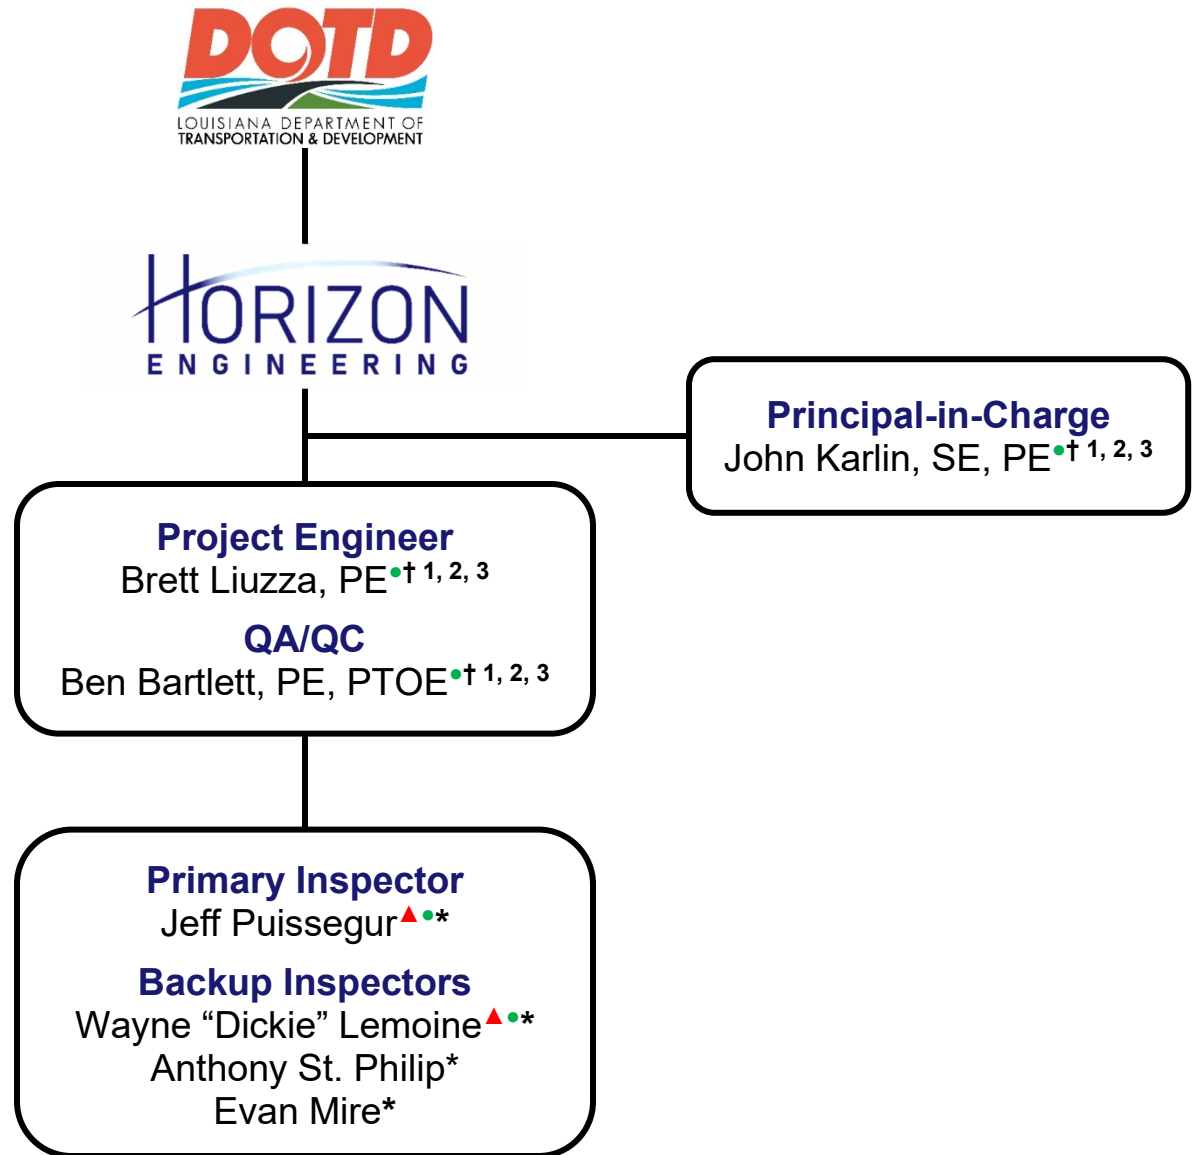 DOTD
LOUISIANA DEPARTMENT OF
TRANSPORTATION & DEVELOPMENT
HORIZON
ENGINEERING
Principal-in-Charge
John Karlin, SE, PE•† 1, 2, 3
Project Engineer
Brett Liuzza, PE•† 1, 2, 3
QA/QC
Ben Bartlett, PE, PTOE•† 1, 2, 3
Primary Inspector
Jeff Puissegur▲•*
Backup Inspectors
Wayne “Dickie” Lemoine▲•*
Anthony St. Philip*
Evan Mire*